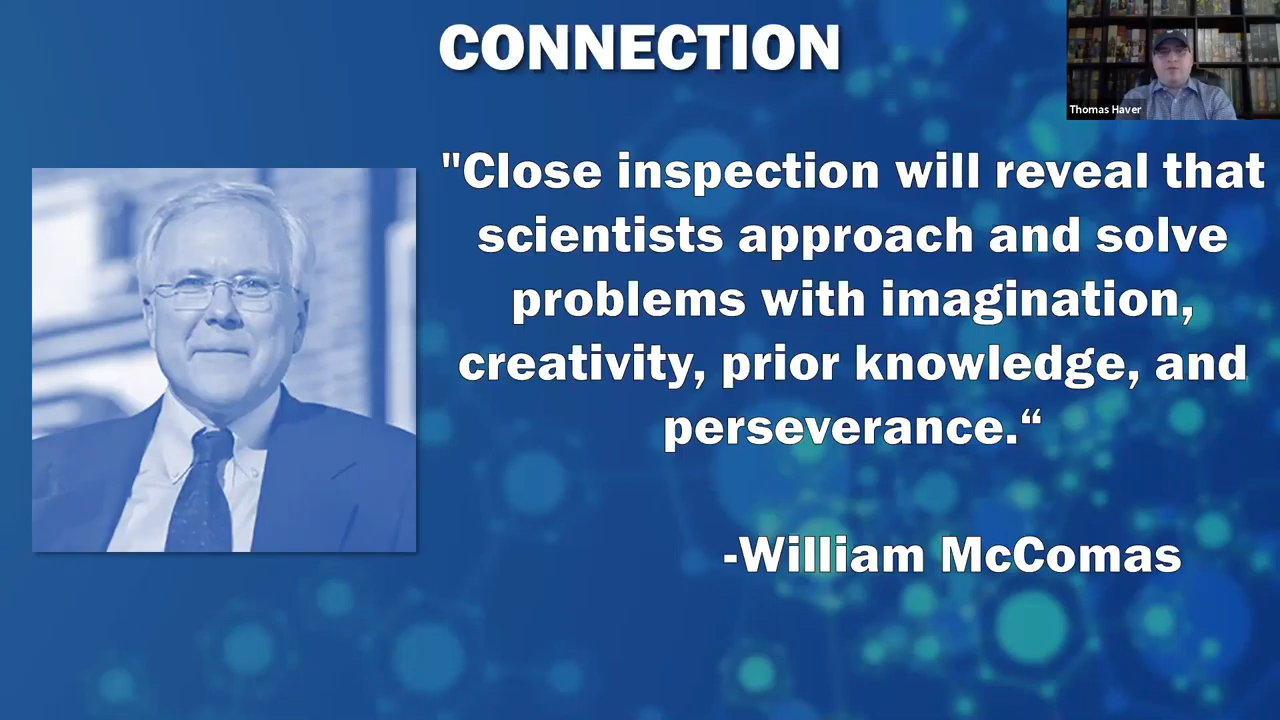 CONNECTION
Thomas Haver
"Close inspection will reveal that
scientists approach and solve
problems with imagination,
creativity, prior knowledge, and
perseverance.“
-William McComas